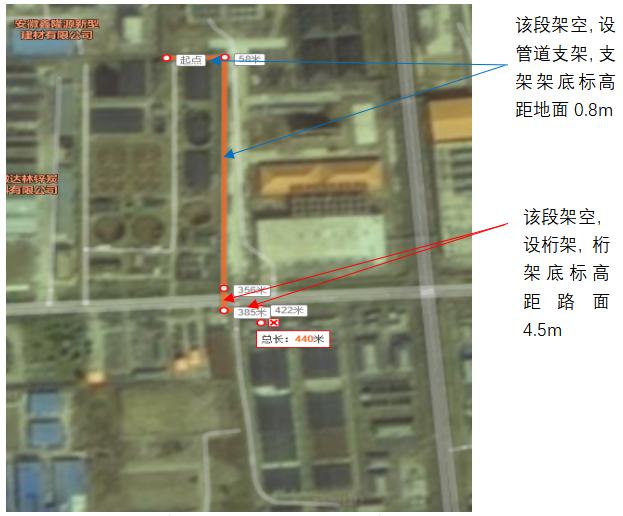 安徽鑫隆源新型
建材有限公司
起点
58米
该段架空, 设
管道支架, 支
架架底标高
距地面 0.8m
达林锌炭
有限公司
该段架空,
设桁架, 桁
架底标高
距路面
4.5m
356米
385米
422米
总长: 440米